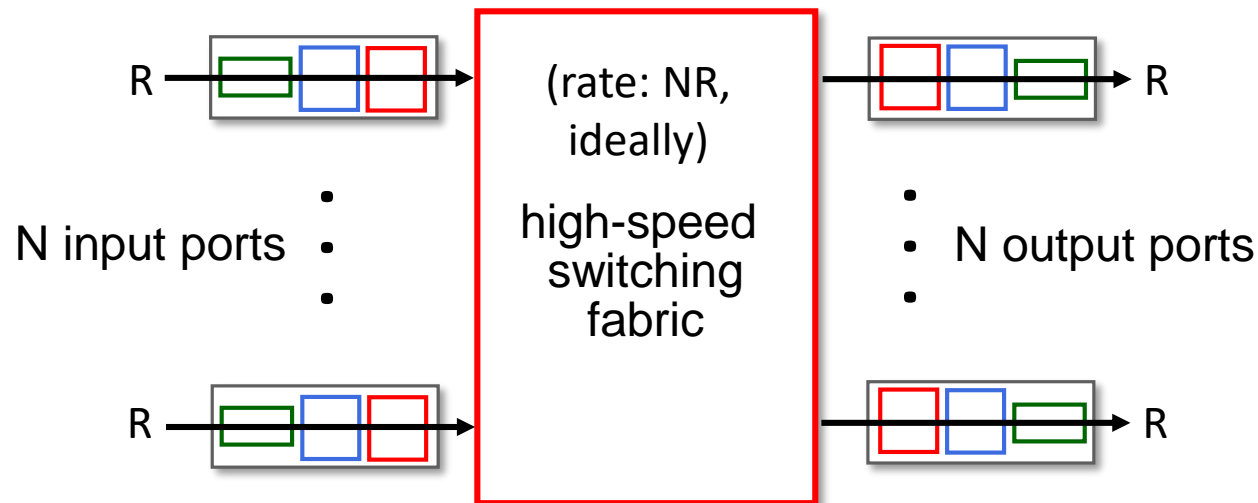 R
(rate: NR,
ideally)
R
N input ports
high-speed
switching
fabric
N output ports
R
R